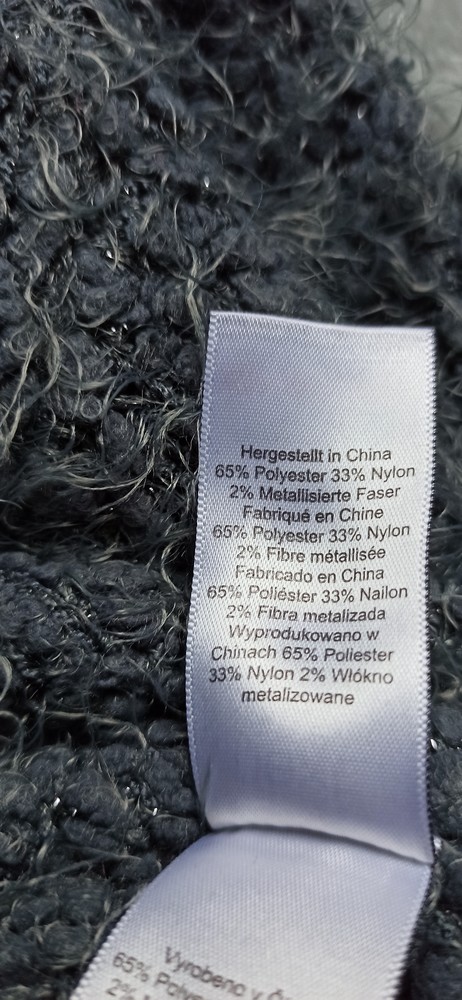 Hergestellt in China
65% Polyester 33% Nylon
2% Metallisierte Faser
Fabriqué en Chine
65% Polyester 33% Nylon
2% Fibre métallisée
Fabricado en China
65% Poliéster 33% Nailon
2% Fibra metalizada
Wyprodukowano w
Chinach 65% Poliester
33% Nylon 2% Włókno
metalizowane
Vyrobeno v
65%
2%